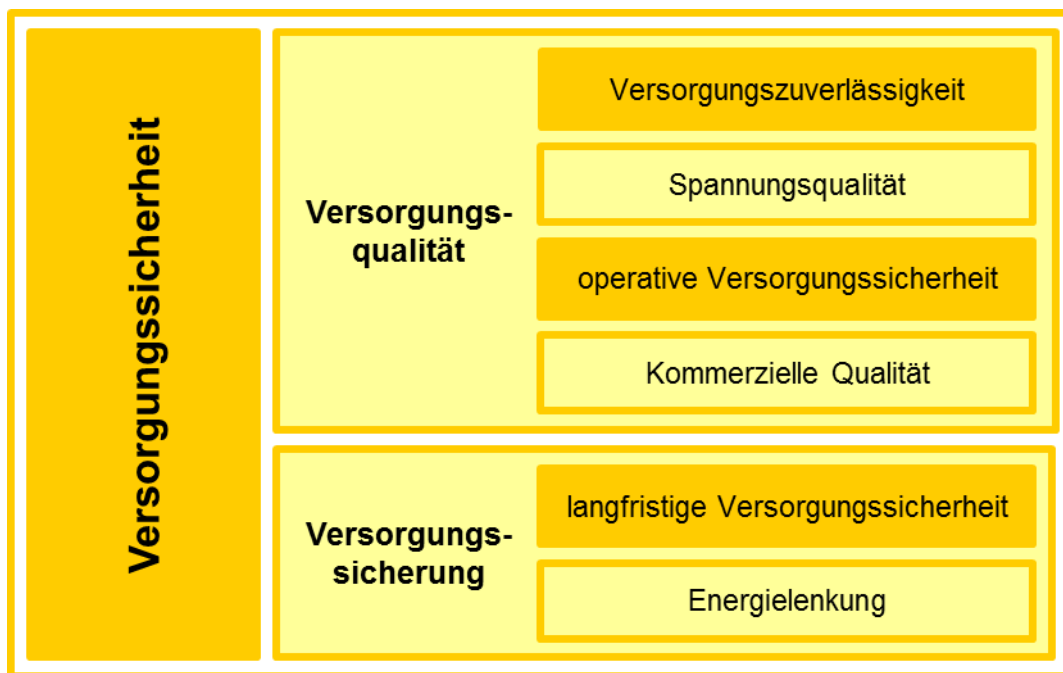 Versorgungssicherheit
Versorgungs-
qualität
Versorgungszuverlässigkeit
Spannungsqualität
operative Versorgungssicherheit
Kommerzielle Qualität
Versorgungs-
sicherung
langfristige Versorgungssicherheit
Energielenkung